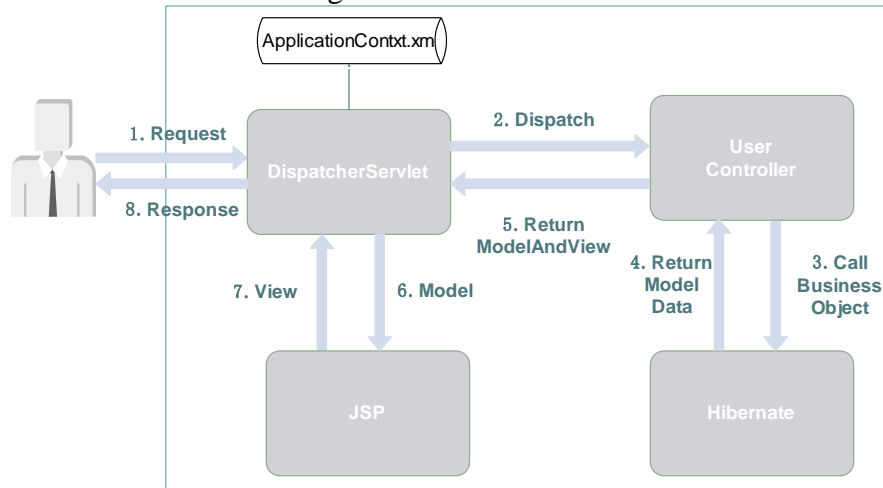 ApplicationContxt.xm
1. Request
2. Dispatch
DispatcherServlet
User
Controller
8. Response
5. Return
ModelAndView
7. View
6. Model
4. Return
Model
Data
3. Call
Business
Object
JSP
Hibernate